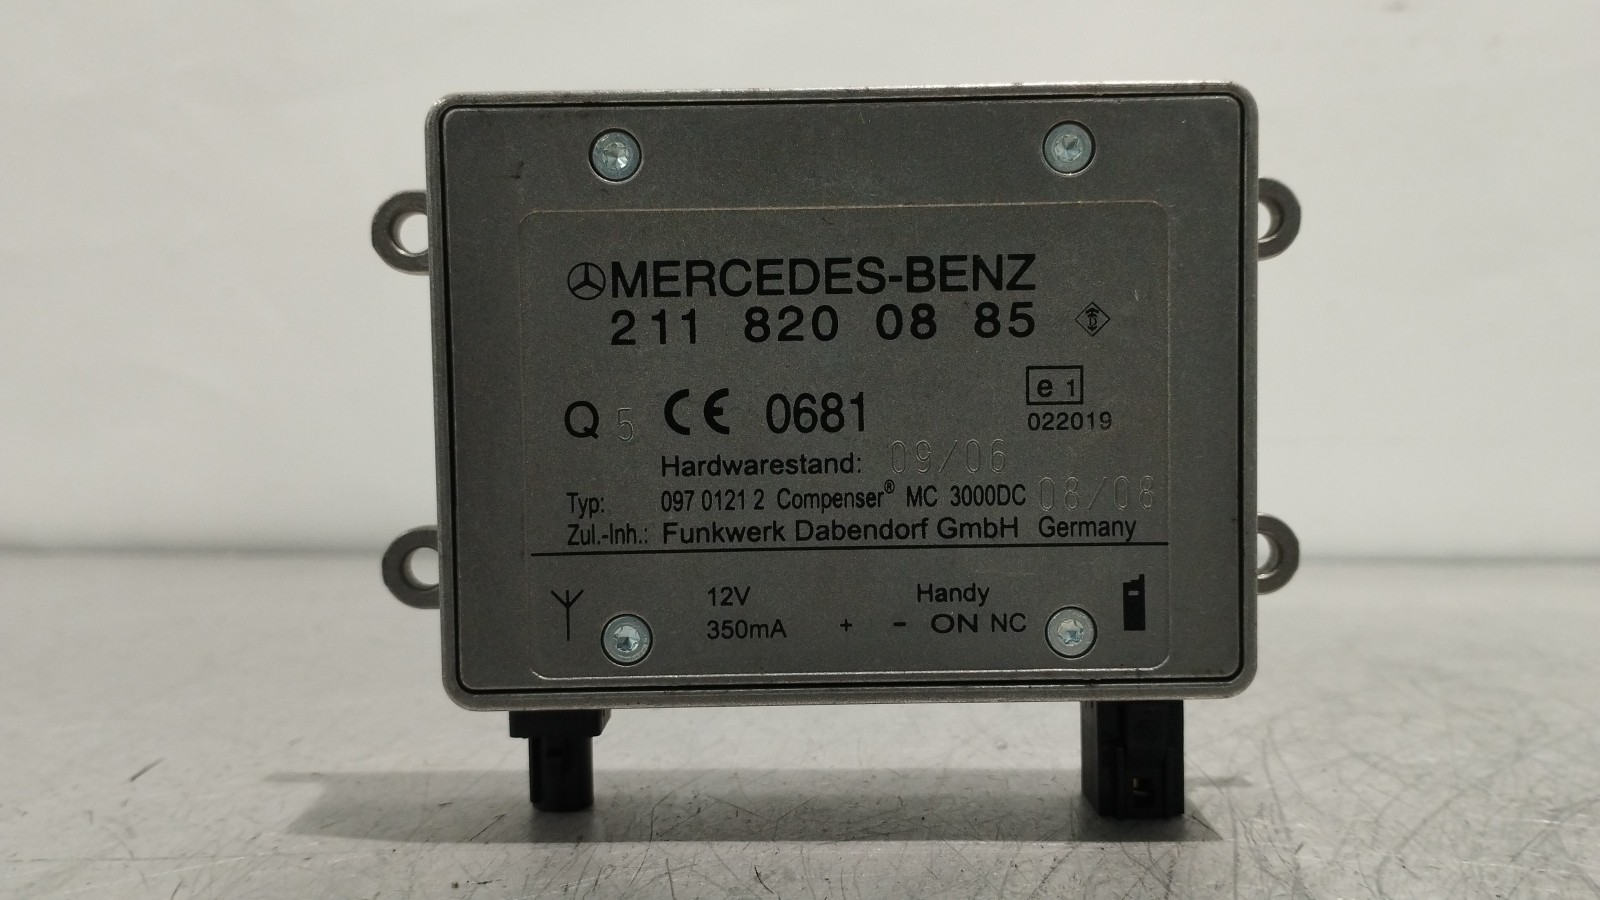 MERCEDES-BENZ
211 820 08 85
e 1
Q 5 CE 0681
022019
Hardwarestand: 09/06
Typ: 097 0121 2 Compenser® MC 3000DC 08/08
Zul.-Inh.: Funkwerk Dabendorf GmbH Germany
12V Handy
350mA + - ON NC